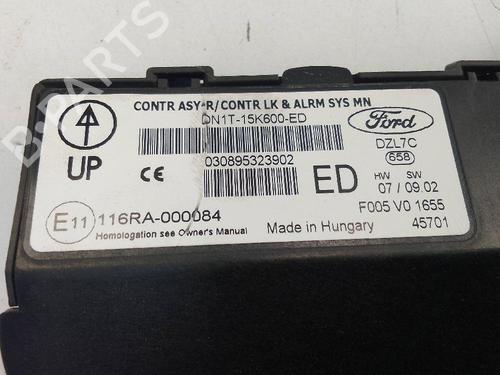 B-PARTS
CONTR ASY-R/CONTR LK & ALRM SYS MN
DN1T-15K600-ED
Ford
DZL7C
658
UP
CE
030895323902
ED
HW SW
07 / 09.02
E11 116RA-000084
F005 V0 1655
Homologation see Owner's Manual
Made in Hungary
45701